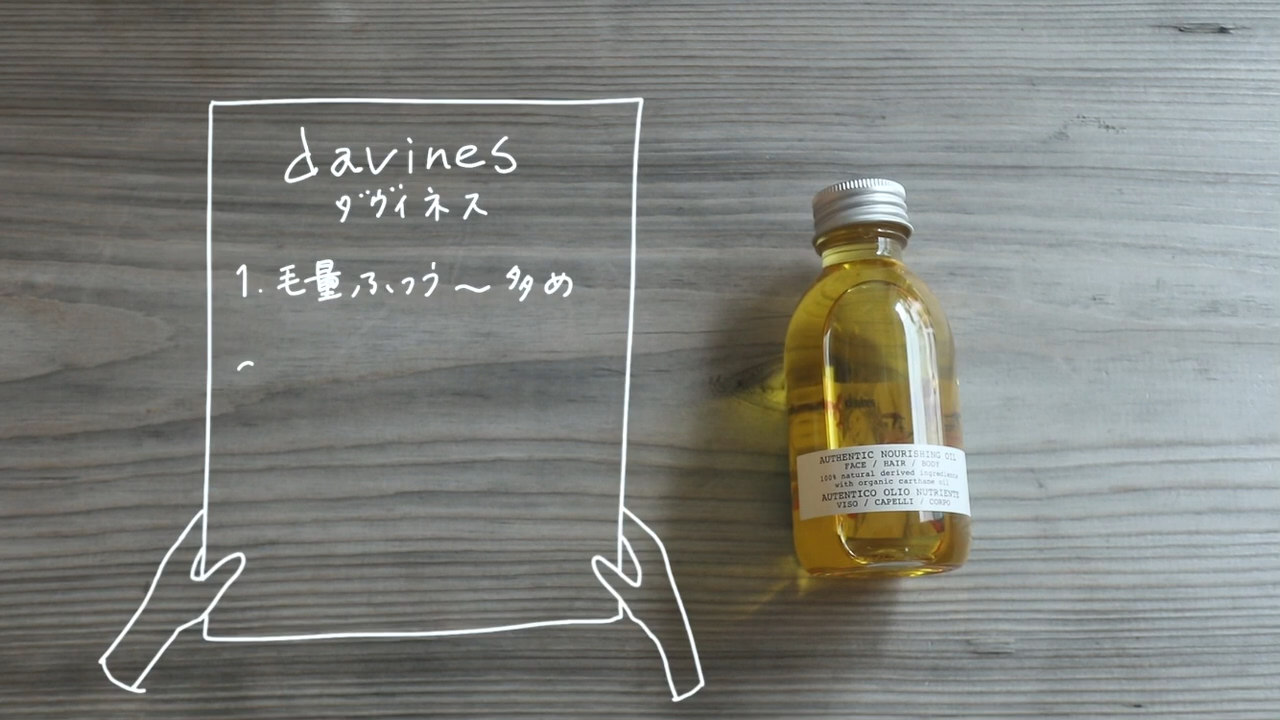 davines
ダヴィネス
1. 毛量ふつう〜多め
AUTHENTIC NOURISHING OIL
FACE / HAIR / BODY
100% natural derived ingredients
with organic carthame oil
AUTENTICO OLIO NUTRIENTE
VISO / CAPELLI / CORPO